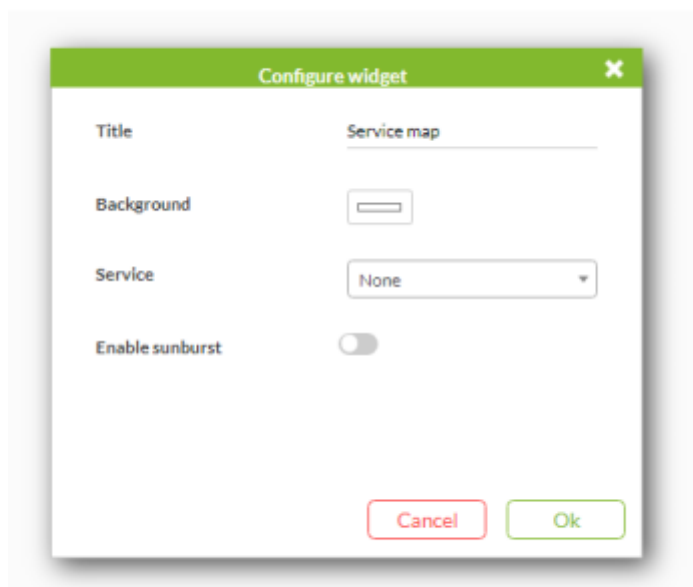 Configure widget
Title
Service map
Background
Service
None
Enable sunburst
Cancel
Ok